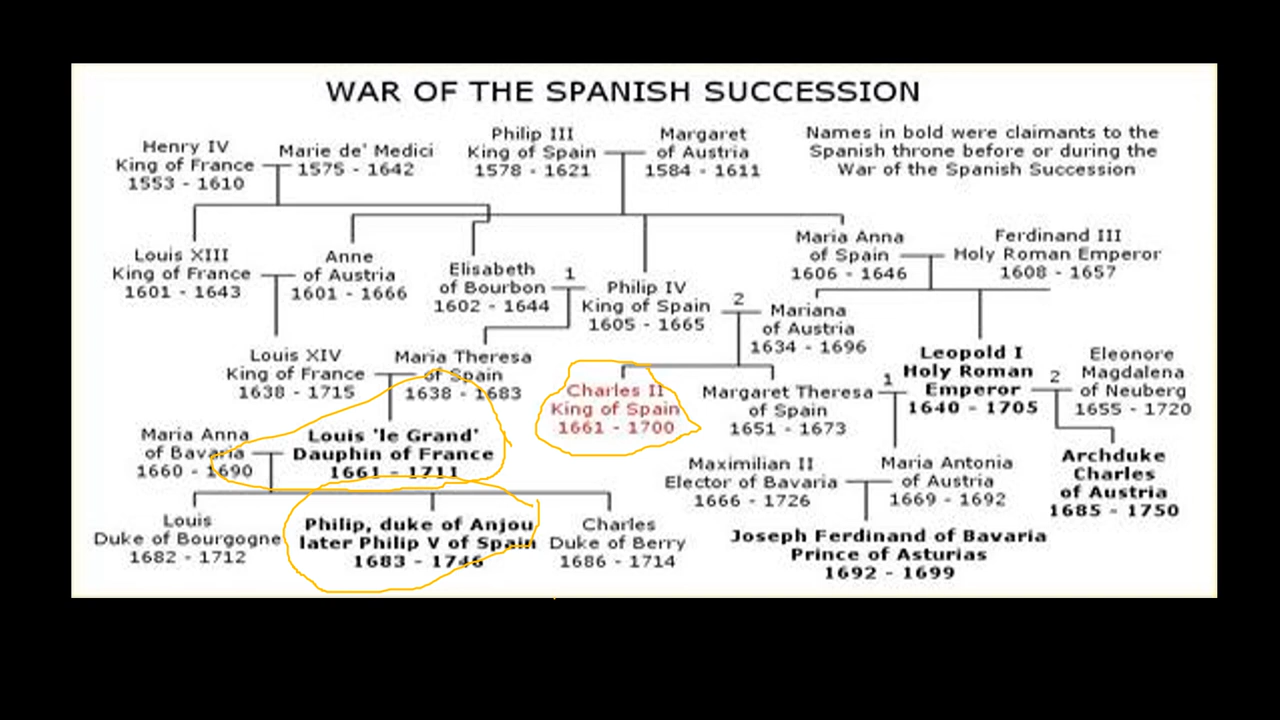 WAR OF THE SPANISH SUCCESSION
Henry IV
King of France
1553 - 1610
Marie de' Medici
1575 - 1642
Philip III
King of Spain
1578 - 1621
Margaret
of Austria
1584 - 1611
Names in bold were claimants to the
Spanish throne before or during the
War of the Spanish Succession
Louis XIII
King of France
1601 - 1643
Anne
of Austria
1601 - 1666
Elisabeth
of Bourbon
1602 - 1644
1
Philip IV
King of Spain
1605 - 1665
2
Maria Anna
of Spain
1606 - 1646
Ferdinand III
Holy Roman Emperor
1608 - 1657
Mariana
of Austria
1634 - 1696
Louis XIV
King of France
1638 - 1715
Maria Theresa
of Spain
1638 - 1683
Charles II
King of Spain
1661 - 1700
Margaret Theresa
of Spain
1651 - 1673
1
Leopold I
Holy Roman
Emperor
1640 - 1705
2
Eleonore
Magdalena
of Neuberg
1655 - 1720
Maria Anna
of Bavaria
1660 - 1690
Louis 'le Grand'
Dauphin of France
1661 - 1711
Maximilian II
Elector of Bavaria
1666 - 1726
Maria Antonia
of Austria
1669 - 1692
Archduke
Charles
of Austria
1685 - 1750
Louis
Duke of Bourgogne
1682 - 1712
Philip, duke of Anjou
later Philip V of Spain
1683 - 1746
Charles
Duke of Berry
1686 - 1714
Joseph Ferdinand of Bavaria
Prince of Asturias
1692 - 1699